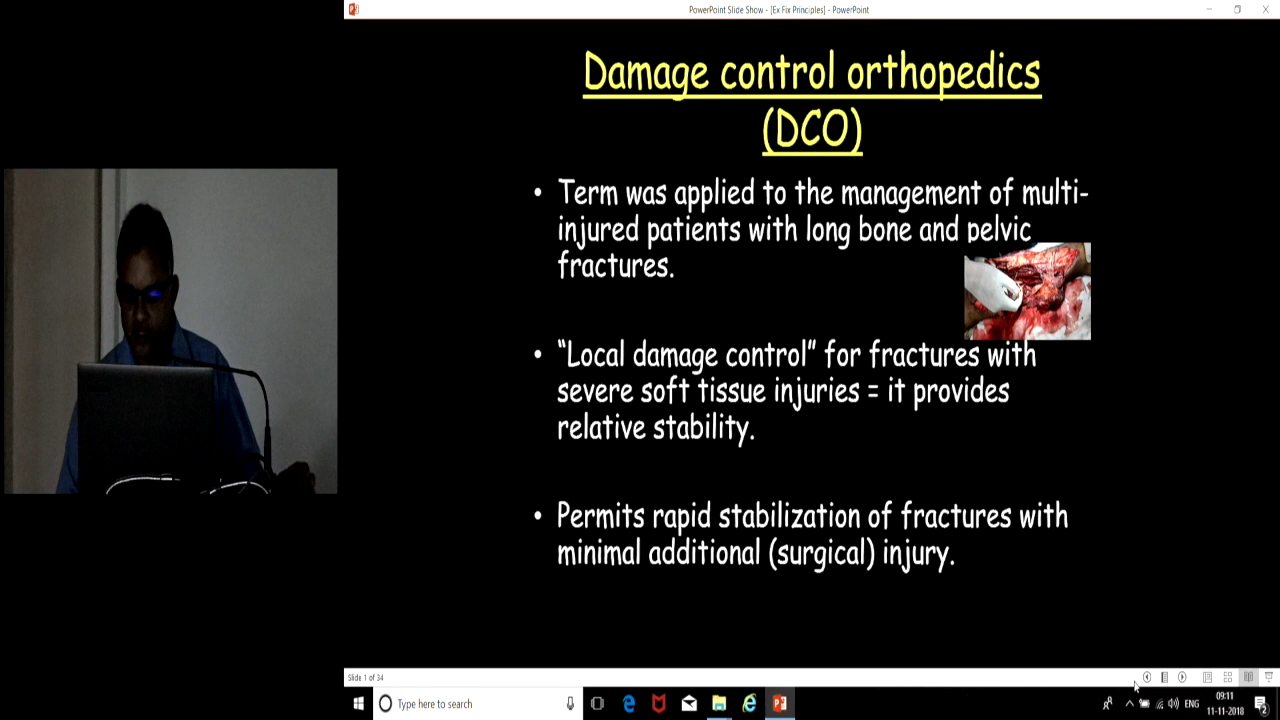 PowerPoint Slide Show - [Ex Fix Principles] - PowerPoint
Damage control orthopedics
(DCO)
• Term was applied to the management of multi-
injured patients with long bone and pelvic
fractures.
• “Local damage control” for fractures with
severe soft tissue injuries = it provides
relative stability.
• Permits rapid stabilization of fractures with
minimal additional (surgical) injury.
Slide 1 of 34
Type here to search
ENG
09:11
11-11-2018
2